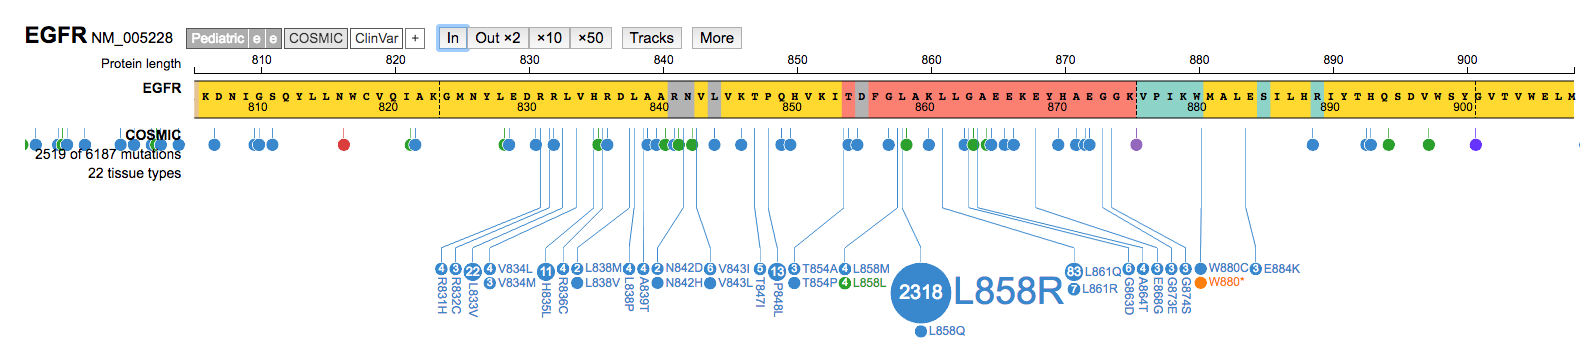 EGFR NM_005228 Pediatric e e COSMIC ClinVar + In Out ×2 ×10 ×50 Tracks More
Protein length 810 820 830 840 850 860 870 880 890 900
EGFR K D N I G S Q Y L L N W C V Q I A K G M N Y L E D R R L V H R D L A A R N V L V K T P Q H V K I T D F G L A K L L G A E E K E Y H A E G G K V P I K W M A L E S I L H R I Y T H Q S D V W S Y G V T V W E L M
810 820 830 840 850 860 870 880 890 900
COSMIC
2519 of 6187 mutations
22 tissue types
4 R831H
3 R832C
22 L833V
4 V834L
3 V834M
11 H835L
4 R836C
2 L838M
L838V
4 L838P
4 A839T
2 N842D
N842H
6 V843I
V843L
5 T847I
13 P848L
3 T854A
T854P
4 L858M
4 L858L
2318 L858R
L858Q
83 L861Q
7 L861R
6 G863D
4 A864T
3 E868G
3 G873E
3 G874S
W880C
W880*
3 E884K